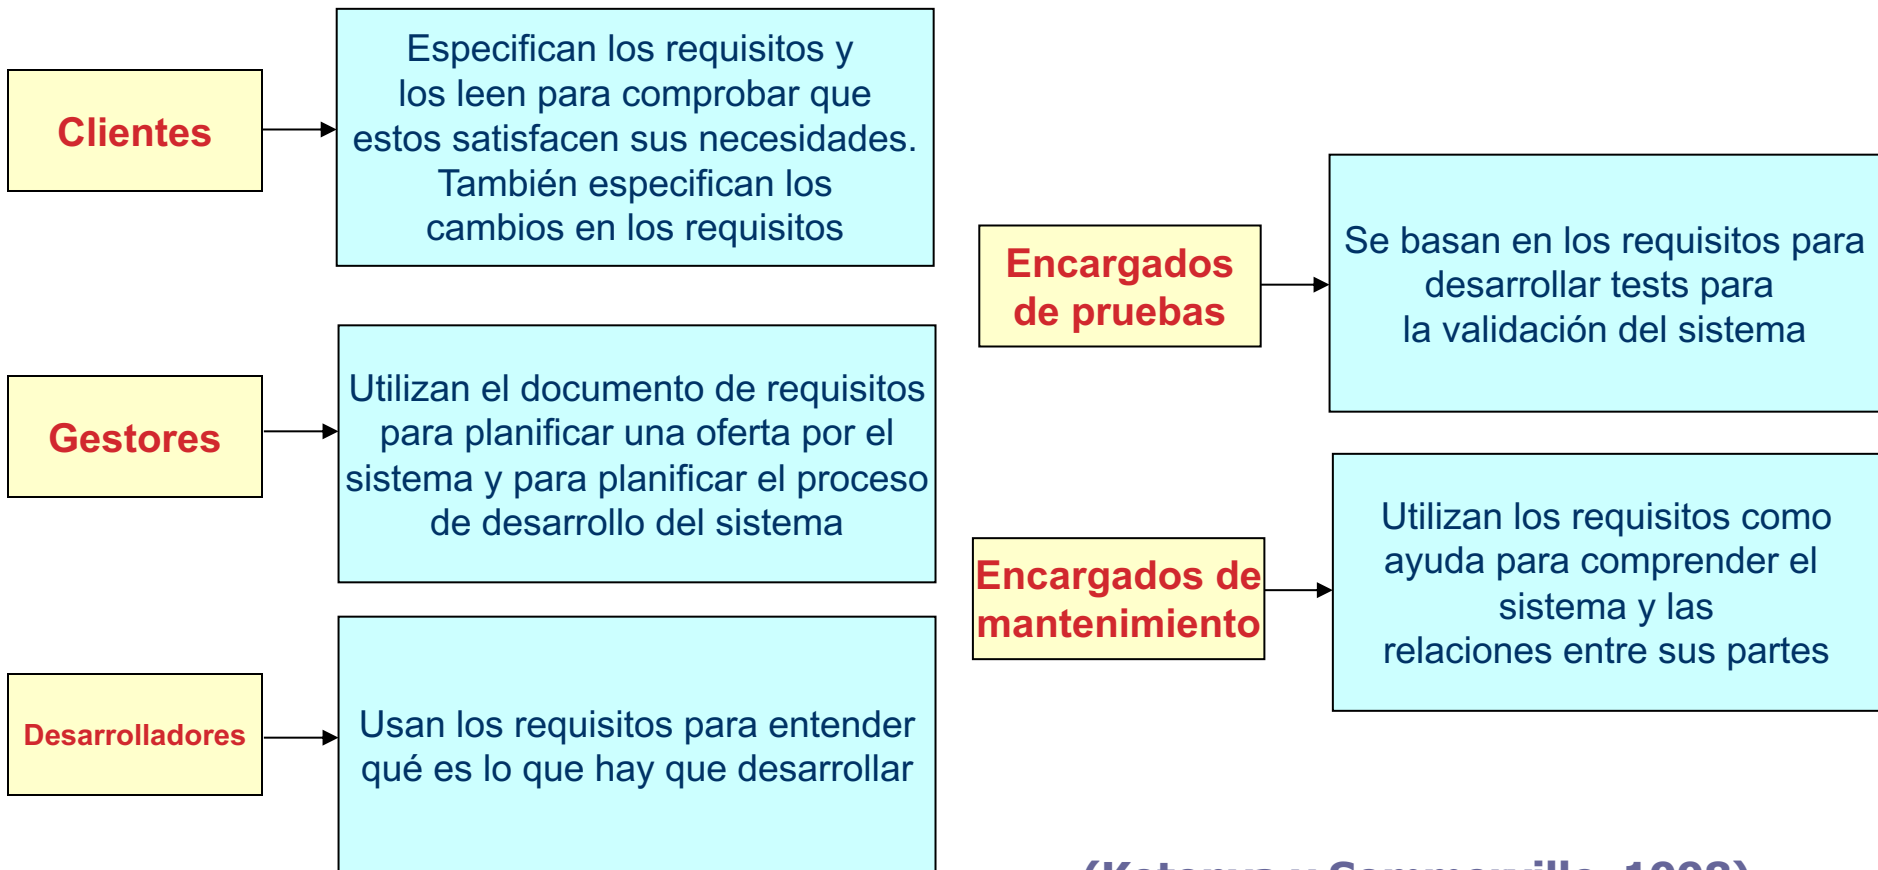 Clientes
Especifican los requisitos y
los leen para comprobar que
estos satisfacen sus necesidades.
También especifican los
cambios en los requisitos
Gestores
Utilizan el documento de requisitos
para planificar una oferta por el
sistema y para planificar el proceso
de desarrollo del sistema
Desarrolladores
Usan los requisitos para entender
qué es lo que hay que desarrollar
Encargados
de pruebas
Se basan en los requisitos para
desarrollar tests para
la validación del sistema
Encargados de
mantenimiento
Utilizan los requisitos como
ayuda para comprender el
sistema y las
relaciones entre sus partes
(Kotonya y Sommerville, 1998)